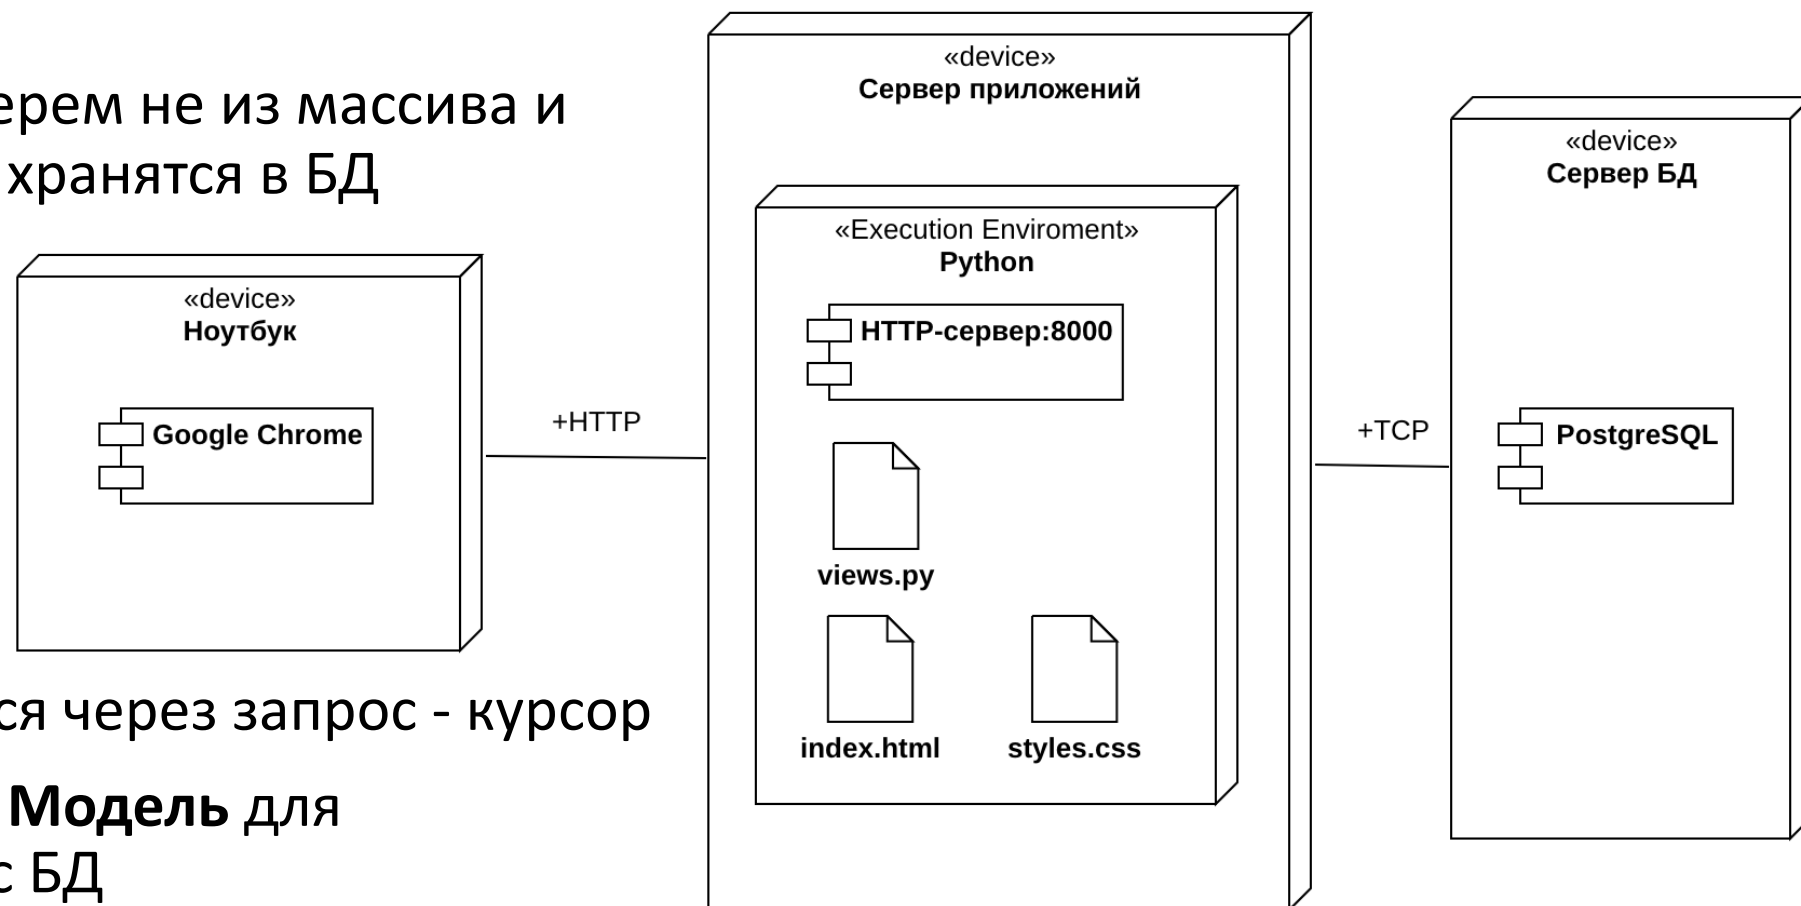 ерем не из массива и
хранятся в БД
«device»
Ноутбук
Google Chrome
+HTTP
ся через запрос - курсор
Модель для
с БД
«device»
Сервер приложений
«Execution Enviroment»
Python
HTTP-сервер:8000
views.py
index.html
styles.css
+TCP
«device»
Сервер БД
PostgreSQL